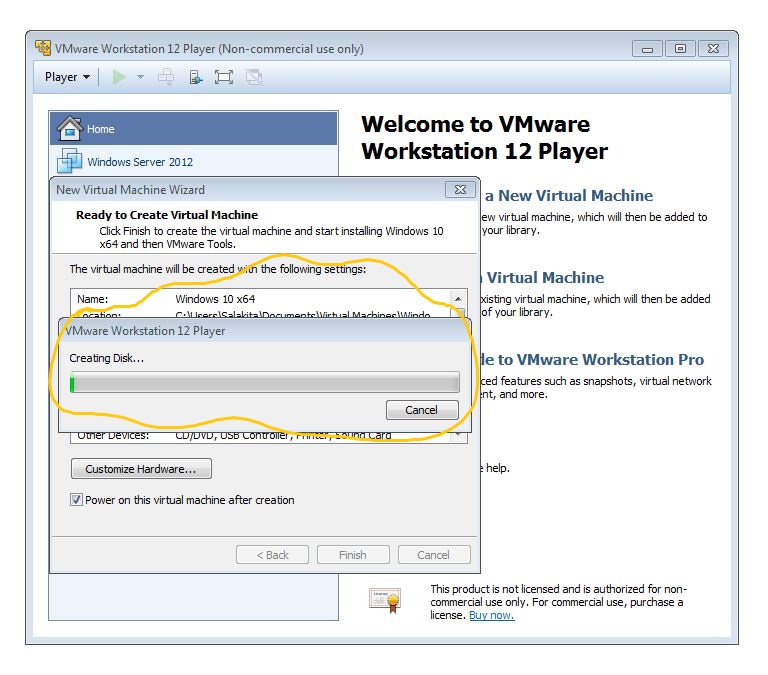 VMware Workstation 12 Player (Non-commercial use only)
Player
Home
Windows Server 2012
Welcome to VMware
Workstation 12 Player
a New Virtual Machine
ew virtual machine, which will then be added to
your library.
Virtual Machine
xisting virtual machine, which will then be added
of your library.
de to VMware Workstation Pro
ced features such as snapshots, virtual network
ent, and more.
e help.
This product is not licensed and is authorized for non-
commercial use only. For commercial use, purchase a
license. Buy now.
New Virtual Machine Wizard
Ready to Create Virtual Machine
Click Finish to create the virtual machine and start installing Windows 10
x64 and then VMware Tools.
The virtual machine will be created with the following settings:
Name: Windows 10 x64
Location: C:\Users\Salakita\Documents\Virtual Machines\Windo
VMware Workstation 12 Player
Creating Disk...
Cancel
Other Devices: CD/DVD, USB Controller, Printer, Sound Card
Customize Hardware...
Power on this virtual machine after creation
< Back Finish Cancel